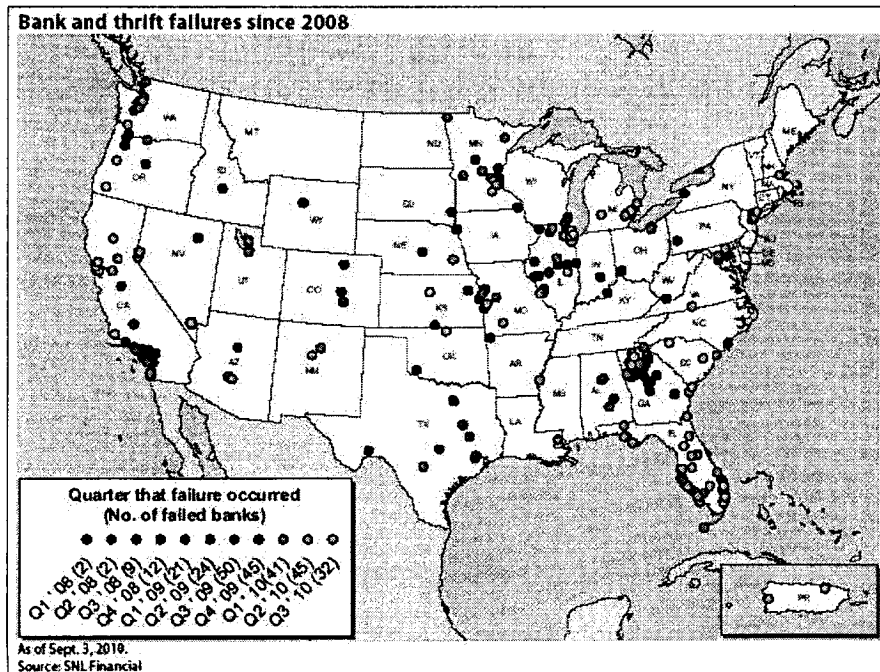 Bank and thrift failures since 2008
WA
MT
ND
MN
OR
ID
WY
SD
WI
MI
NY
ME
NV
UT
CO
NE
IA
KS
MO
IL
IN
OH
PA
WV
VA
KY
CA
AZ
NM
OK
AR
TN
NC
SC
TX
LA
MS
AL
GA
FL
PR
Quarter that failure occurred
(No. of failed banks)
Q1 '08 (2)
Q2 '08 (2)
Q3 '08 (9)
Q4 '08 (12)
Q1 '09 (21)
Q2 '09 (24)
Q3 '09 (50)
Q4 '09 (45)
Q1 '10(41)
Q2 '10 (45)
Q3 '10 (32)
As of Sept. 3, 2010.
Source: SNL Financial